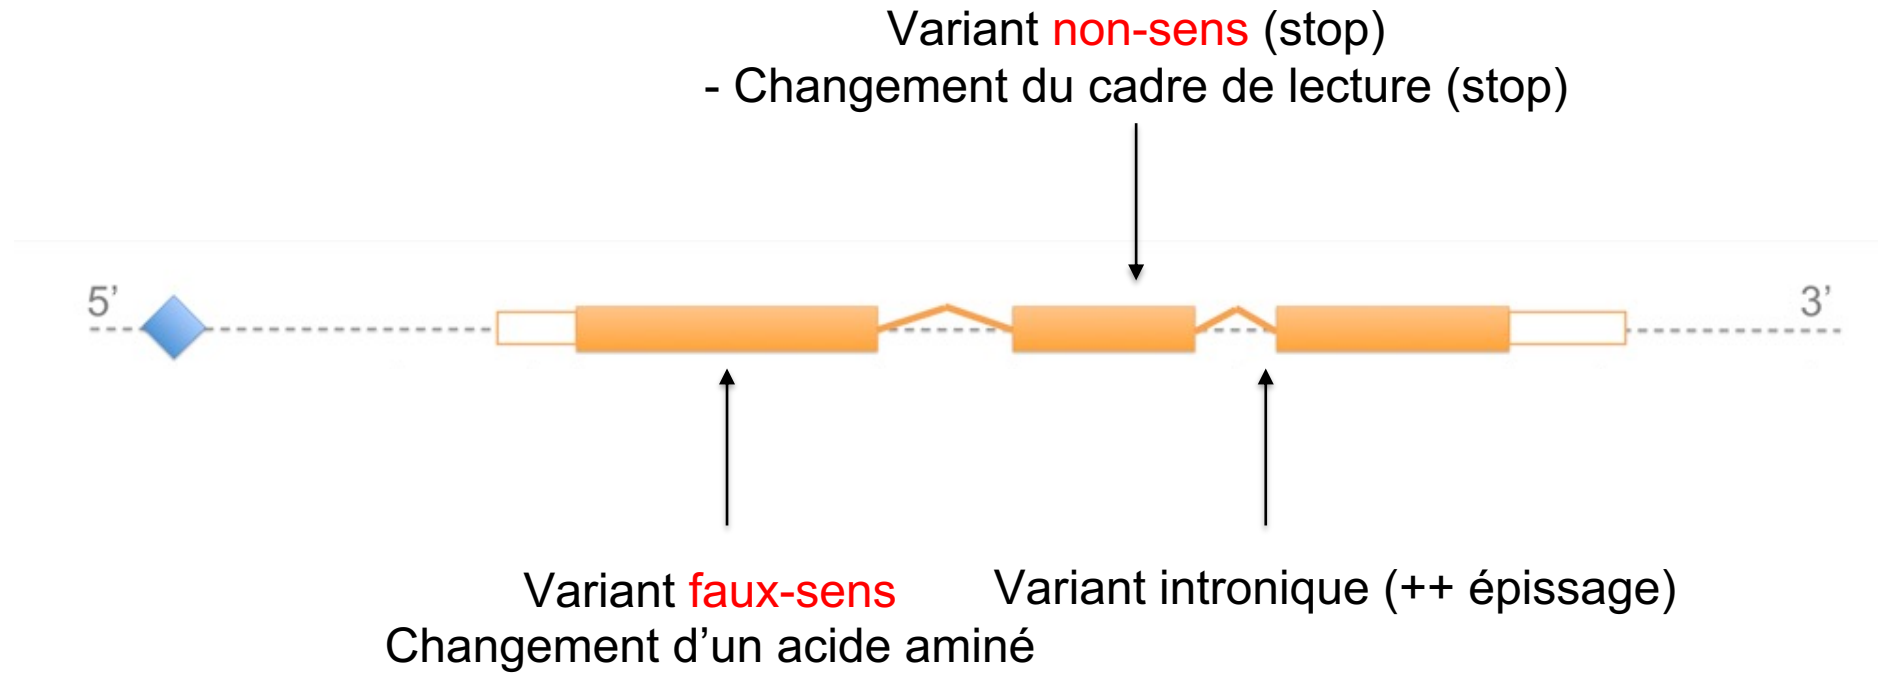 Variant non-sens (stop)
- Changement du cadre de lecture (stop)
5’
3’
Variant faux-sens
Changement d’un acide aminé
Variant intronique (++ épissage)